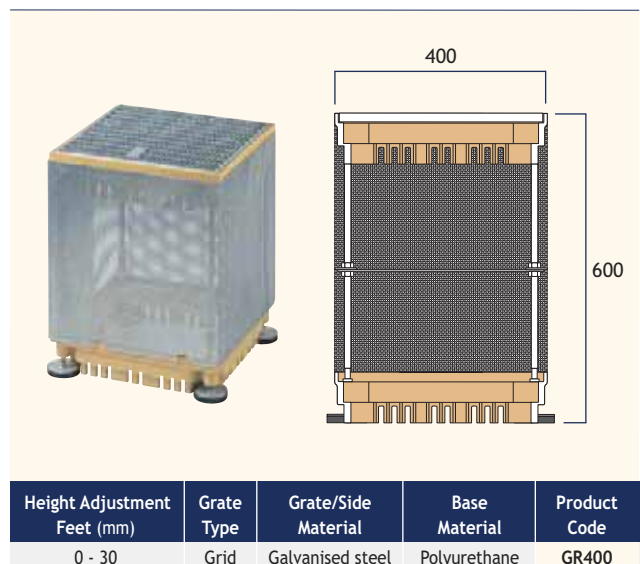 400
600
Height Adjustment Grate Grate/Side Base Product
Feet (mm) Type Material Material Code
0 - 30 Grid Galvanised steel Polyurethane GR400